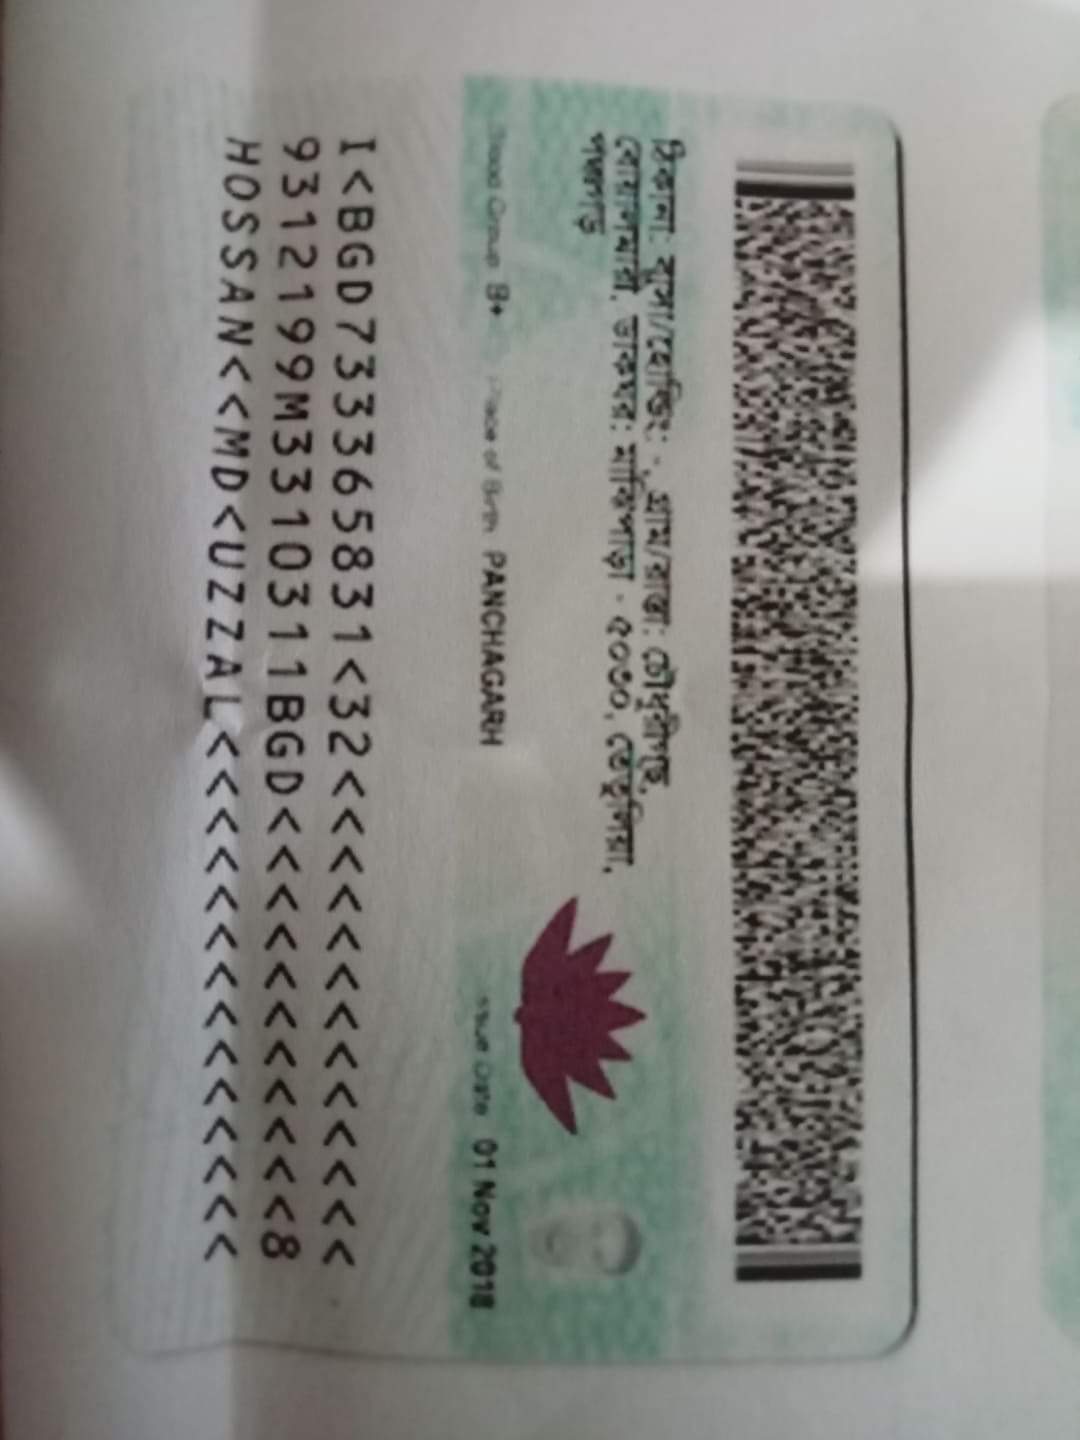 ঠিকানা: বাসা/হোল্ডিং: -, গ্রাম/রাস্তা: চৌধুরীগছ,
বোয়ালমারী, ডাকঘর: মাঝিপাড়া - ৫০৩০, তেতুলিয়া,
পঞ্চগড়
Blood Group B+ Place of Birth PANCHAGARH Issue Date 01 Nov 2018
I<BGD733365831<32<<<<<<<<<<<<<<
9312199M3310311BGD<<<<<<<<<<<<8
HOSSAN<<MD<UZZAL<<<<<<<<<<<<<<<